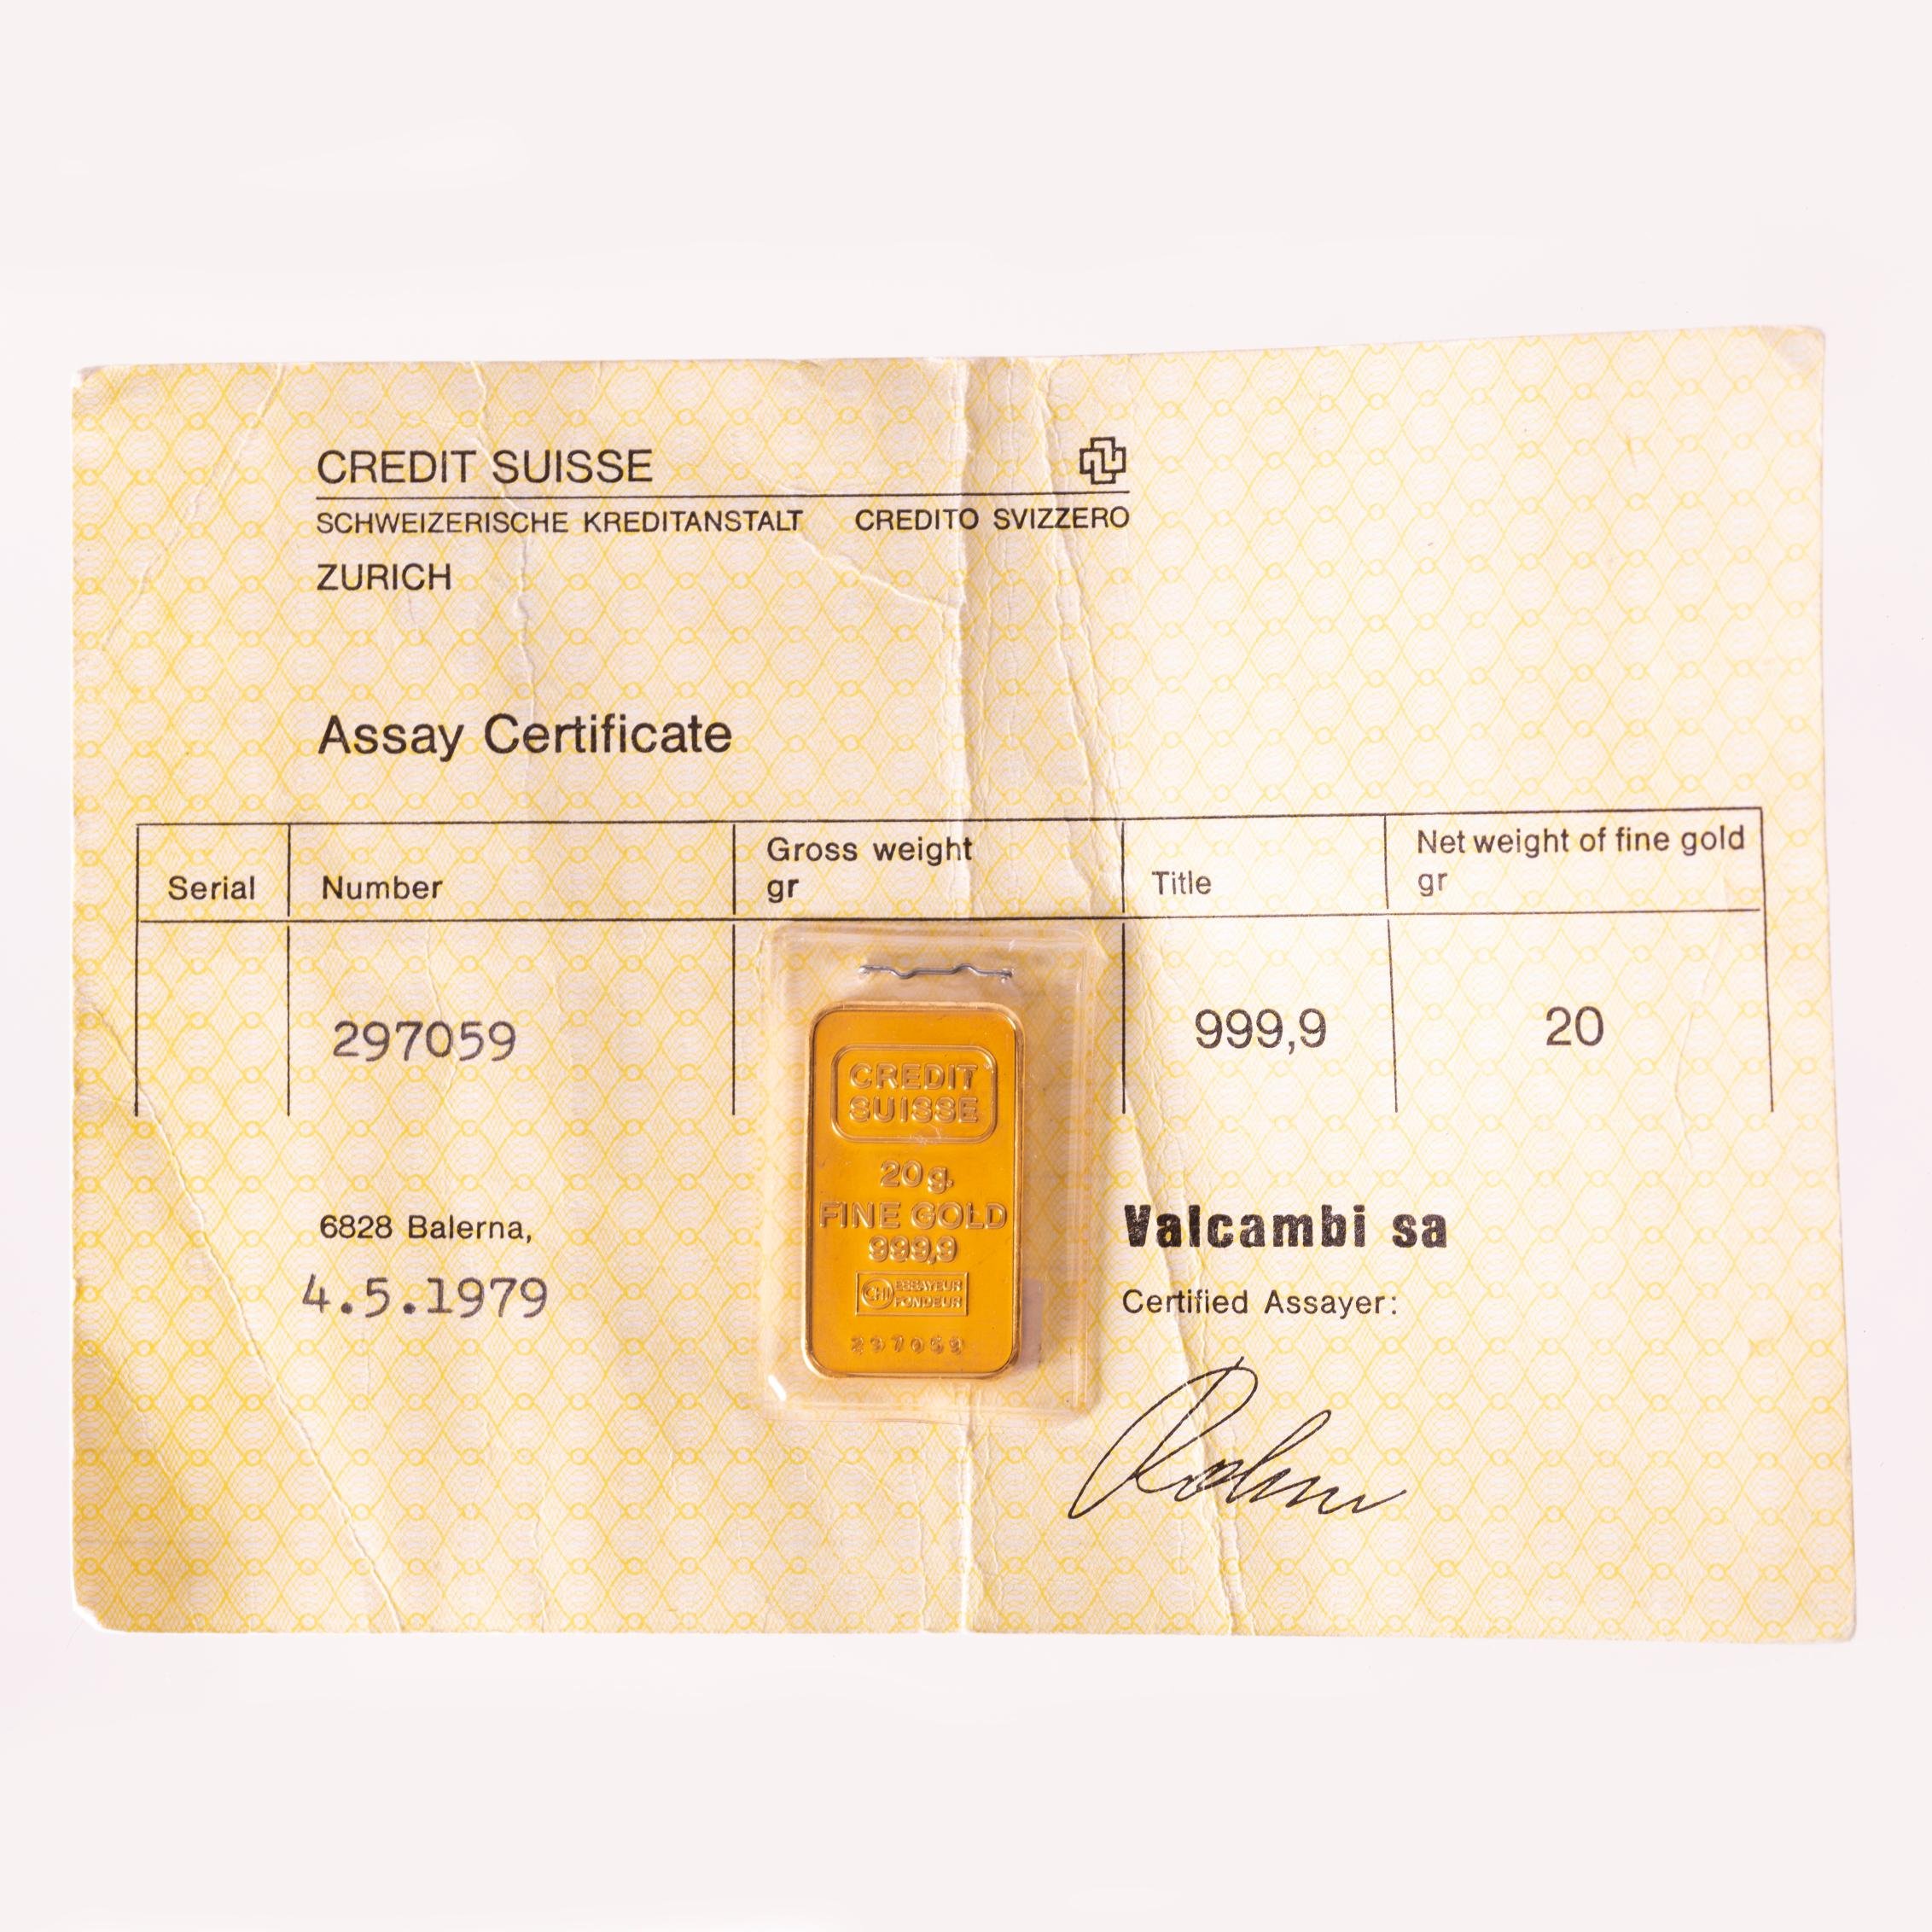 CREDIT SUISSE
SCHWEIZERISCHE KREDITANSTALT CREDITO SVIZZERO
ZURICH
Assay Certificate
Serial
Number
Gross weight
gr
Title
Net weight of fine gold
gr
297059
999,9
20
CREDIT
SUISSE
20 g.
FINE GOLD
999,9
CHI ESSAYEUR
FONDEUR
297059
6828 Balerna,
4.5.1979
Valcambi sa
Certified Assayer: